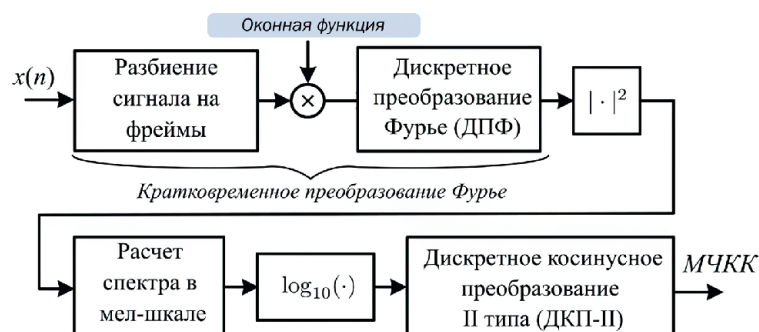 Оконная функция
x(n)
Разбиение
сигнала на
фреймы
×
Дискретное
преобразование
Фурье (ДПФ)
| · |²
Кратковременное преобразование Фурье
Расчет
спектра в
мел-шкале
log₁₀(·)
Дискретное косинусное
преобразование
II типа (ДКП-II)
МЧКК